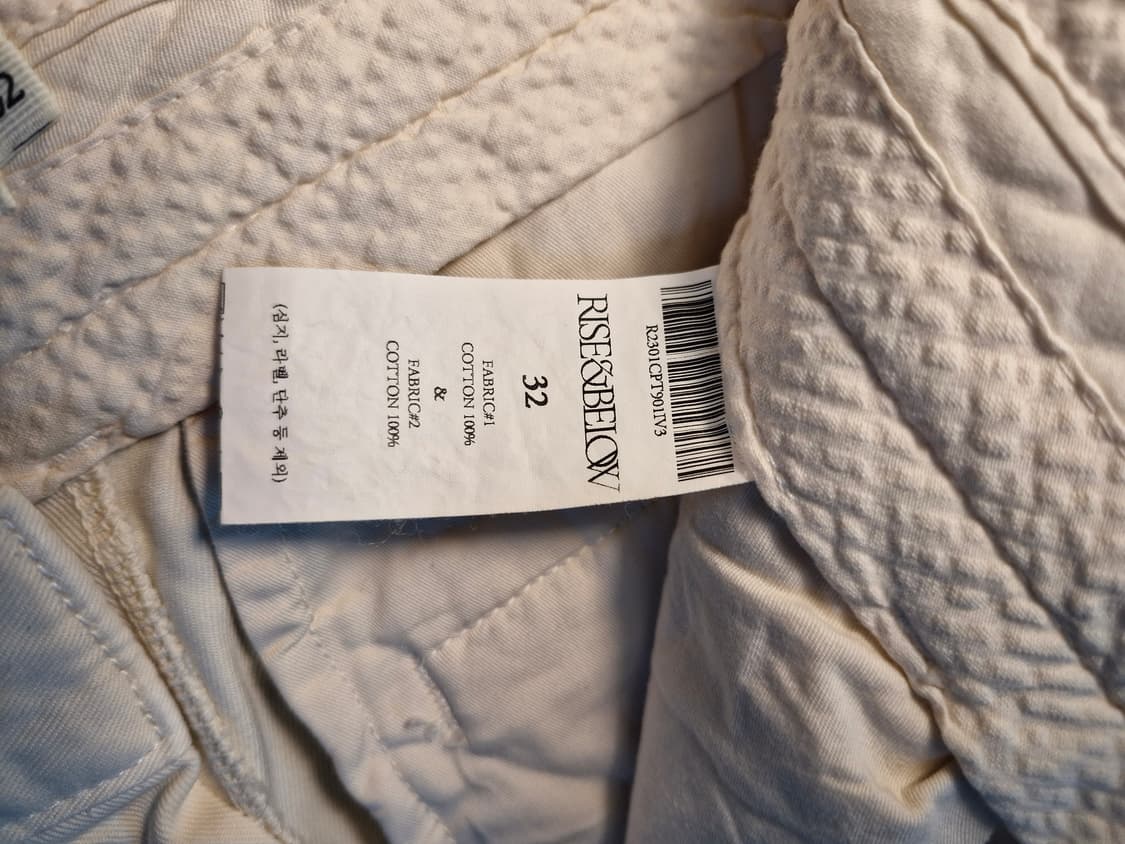 R2301CPT901IV3
RISE&BELOW
32
FABRIC#1
COTTON 100%
&
FABRIC#2
COTTON 100%
(심지, 라벨, 단추 등 제외)